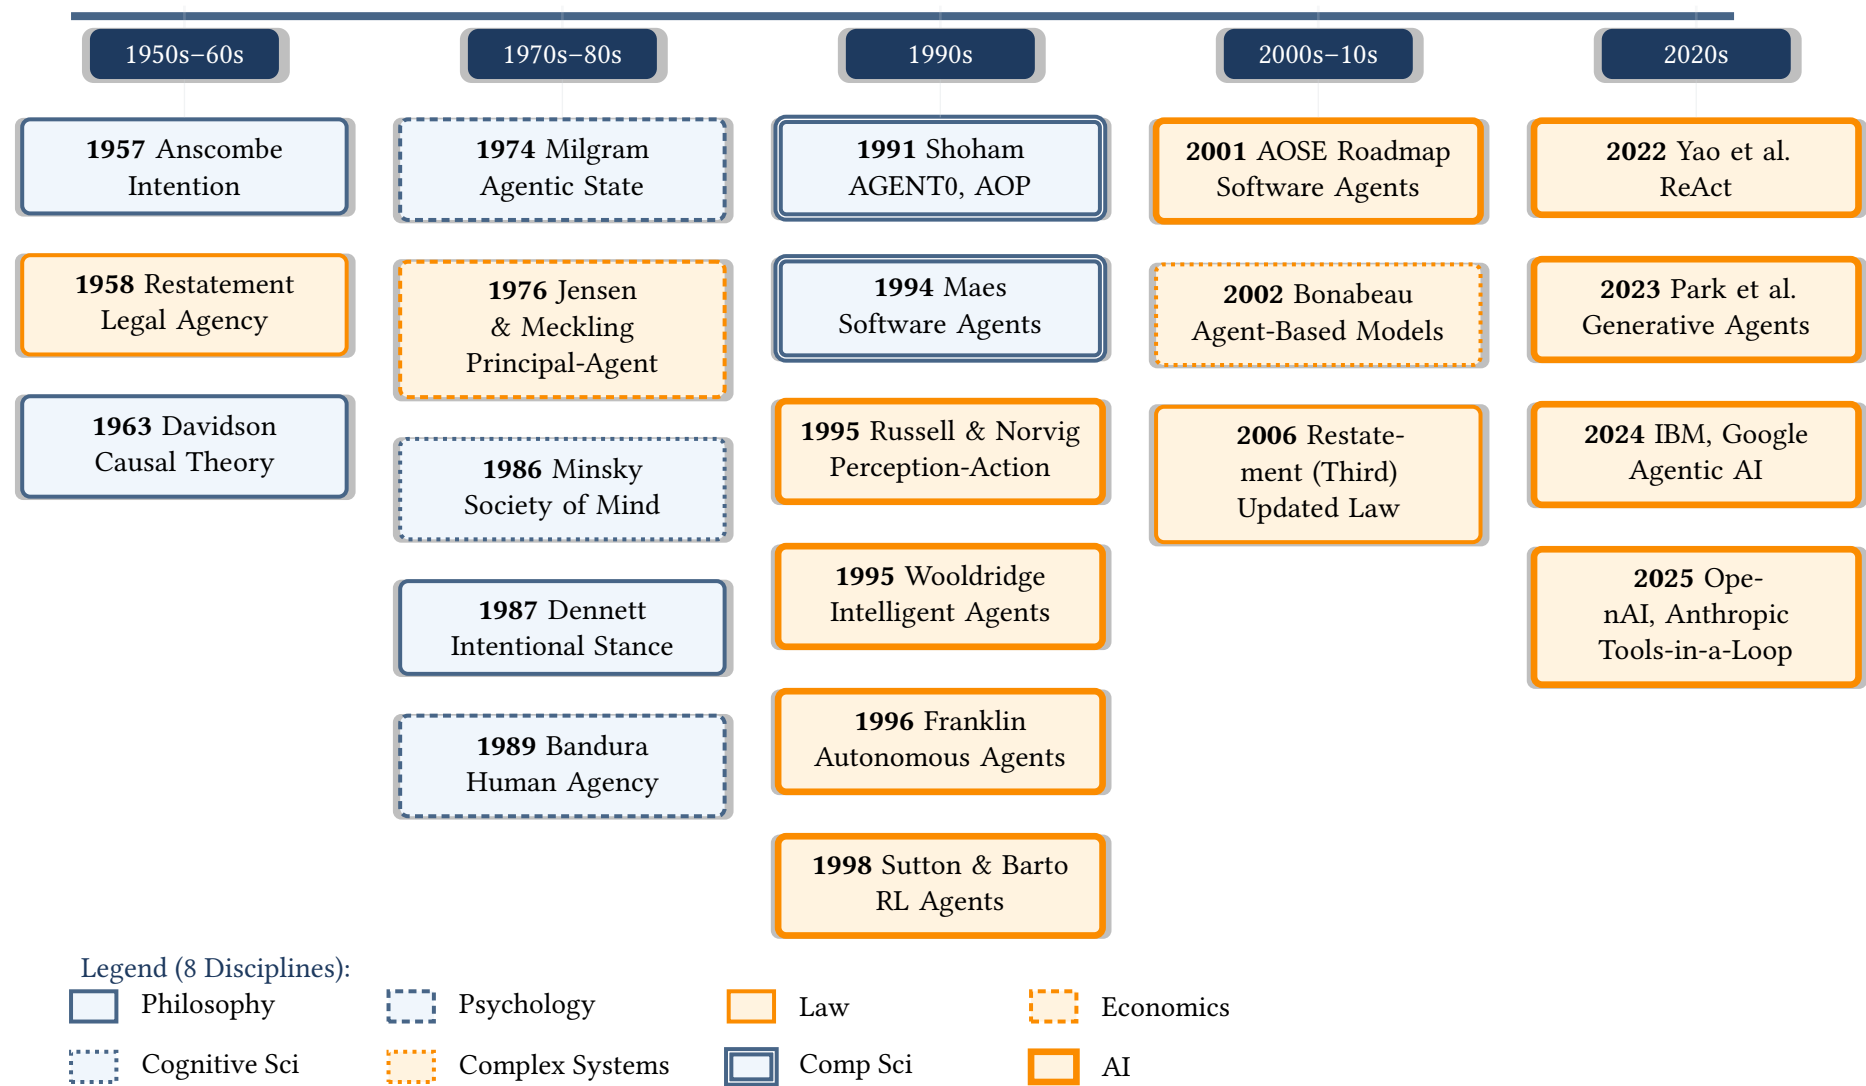 1950s–60s
1957 Anscombe
Intention
1958 Restatement
Legal Agency
1963 Davidson
Causal Theory
1970s–80s
1974 Milgram
Agentic State
1976 Jensen
& Meckling
Principal-Agent
1986 Minsky
Society of Mind
1987 Dennett
Intentional Stance
1989 Bandura
Human Agency
1990s
1991 Shoham
AGENT0, AOP
1994 Maes
Software Agents
1995 Russell & Norvig
Perception-Action
1995 Wooldridge
Intelligent Agents
1996 Franklin
Autonomous Agents
1998 Sutton & Barto
RL Agents
2000s–10s
2001 AOSE Roadmap
Software Agents
2002 Bonabeau
Agent-Based Models
2006 Restate-
ment (Third)
Updated Law
2020s
2022 Yao et al.
ReAct
2023 Park et al.
Generative Agents
2024 IBM, Google
Agentic AI
2025 Ope-
nAI, Anthropic
Tools-in-a-Loop
Legend (8 Disciplines):
Philosophy
Psychology
Law
Economics
Cognitive Sci
Complex Systems
Comp Sci
AI